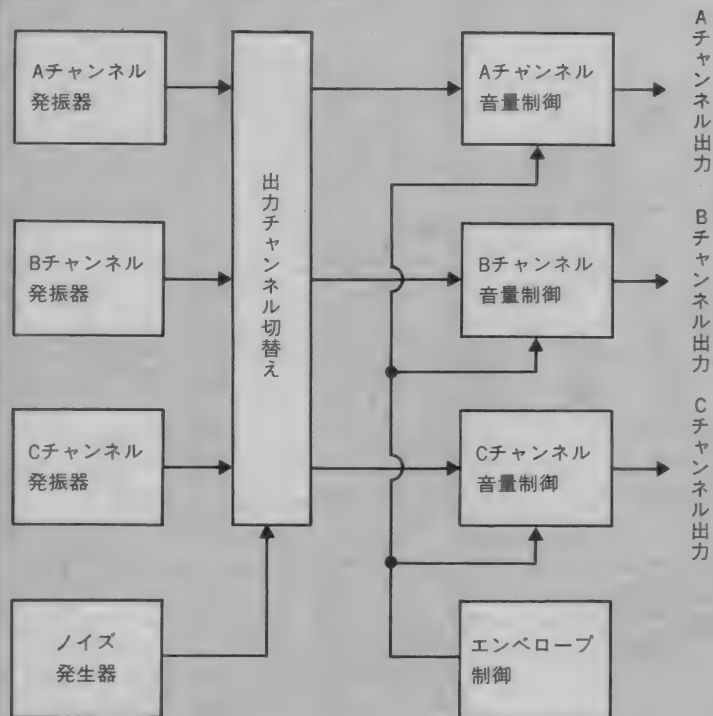 Aチャンネル
発振器
Bチャンネル
発振器
Cチャンネル
発振器
ノイズ
発生器
出力チャンネル切替え
Aチャンネル
音量制御
Bチャンネル
音量制御
Cチャンネル
音量制御
エンベロープ
制御
Aチャンネル出力
Bチャンネル出力
Cチャンネル出力